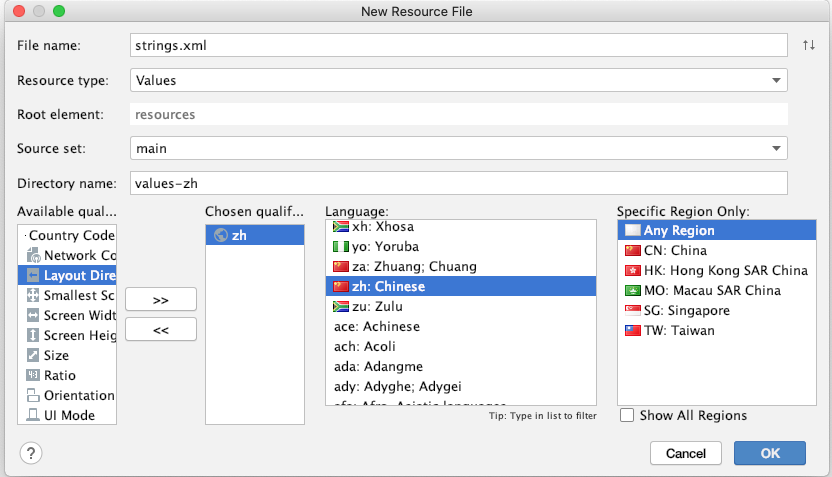 New Resource File
File name: strings.xml
Resource type: Values
Root element: resources
Source set: main
Directory name: values-zh
Available qual...
Country Code
Network Co
Layout Dire
Smallest Sc
Screen Widt
Screen Heig
Size
Ratio
Orientation
UI Mode
>>
<<
Chosen qualif...
zh
Language:
xh: Xhosa
yo: Yoruba
za: Zhuang; Chuang
zh: Chinese
zu: Zulu
ace: Achinese
ach: Acoli
ada: Adangme
ady: Adyghe; Adygei
Tip: Type in list to filter
Specific Region Only:
Any Region
CN: China
HK: Hong Kong SAR China
MO: Macau SAR China
SG: Singapore
TW: Taiwan
Show All Regions
?
Cancel
OK